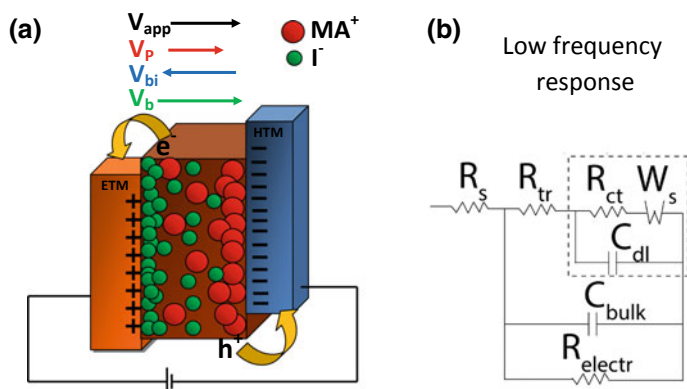 (a)
V_app
V_P
V_bi
V_b
MA⁺
I⁻
e⁻
HTM
ETM
+ + + + + + + + +
− − − − − − − − − − − −
h⁺
(b)
Low frequency
response
R_s R_tr R_ct W_s
C_dl
C_bulk
R_electr